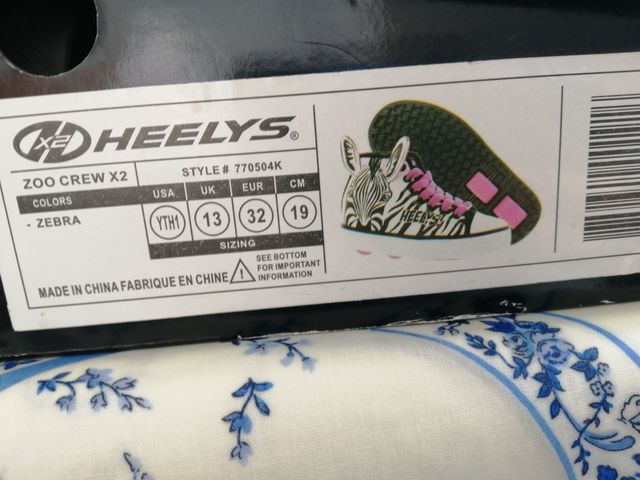 X2 HEELYS®
ZOO CREW X2
STYLE# 770504K
COLORS
USA UK EUR CM
- ZEBRA
YTH1 13 32 19
SIZING
MADE IN CHINA FABRIQUE EN CHINE
! SEE BOTTOM
FOR IMPORTANT
INFORMATION
HEELYS